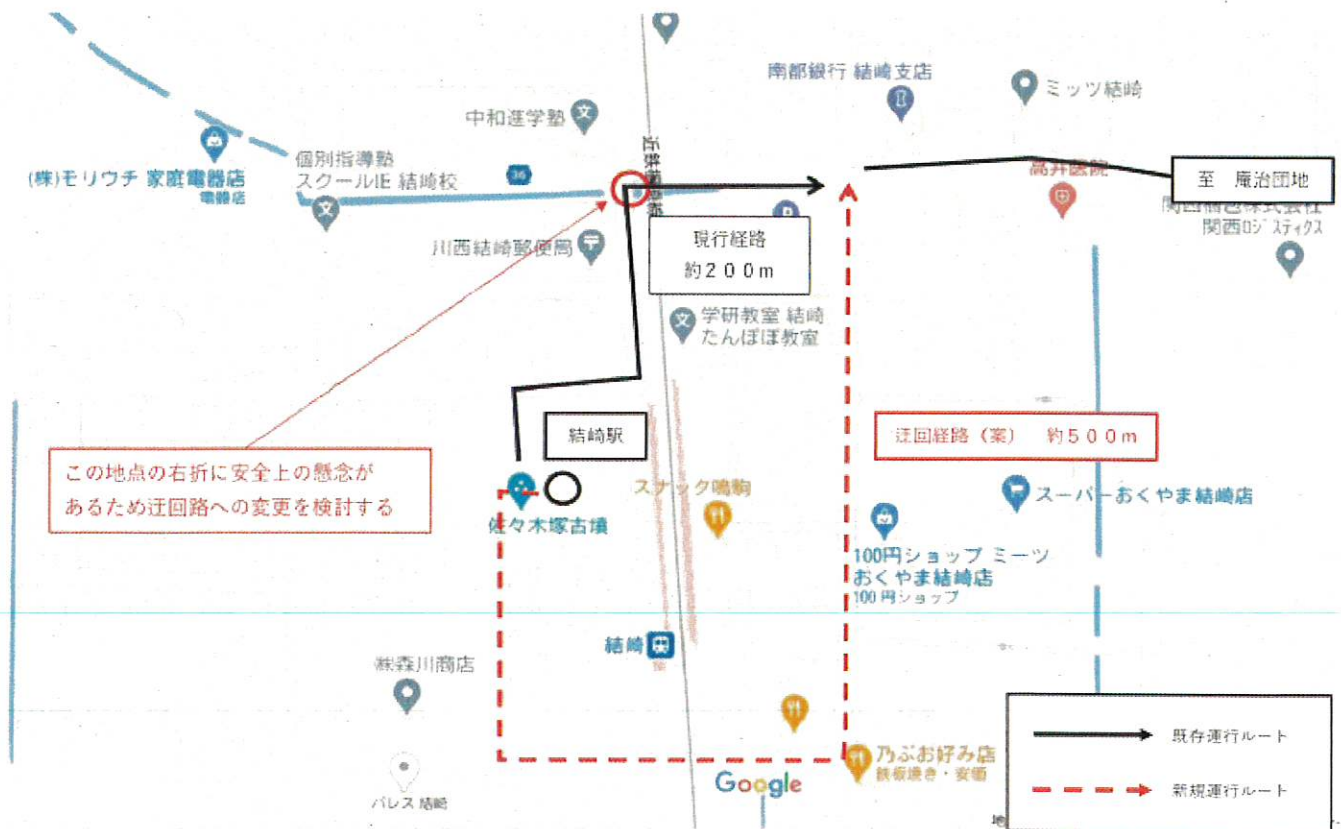 南都銀行 結崎支店
ミッツ結崎
中和進学塾
(株)モリウチ 家庭電器店
電器店
個別指導塾
スクールIE 結崎校
36
高井医院
至 庵治団地
関西ロジスティクス
川西結崎郵便局
現行経路
約200m
学研教室 結崎
たんぽぽ教室
結崎駅
迂回経路（案） 約500m
この地点の右折に安全上の懸念が
あるため迂回路への変更を検討する
スナック鳴駒
スーパーおくやま結崎店
佐々木塚古墳
100円ショップ ミーツ
おくやま結崎店
100円ショップ
結崎
㈱森川商店
既存運行ルート
乃ぶお好み店
鉄板焼き・安価
Google
新規運行ルート
パレス 結崎
地